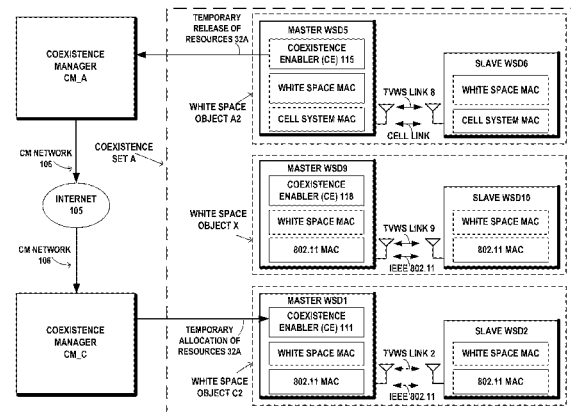 TEMPORARY
RELEASE OF
RESOURCES 32A
COEXISTENCE
MANAGER
CM_A
MASTER WSD5
COEXISTENCE
ENABLER (CE) 115
WHITE SPACE MAC
CELL SYSTEM MAC
WHITE SPACE
OBJECT A2
TVWS LINK 8
CELL LINK
SLAVE WSD6
WHITE SPACE MAC
CELL SYSTEM MAC
CM NETWORK
105
COEXISTENCE
SET A
INTERNET
105
CM NETWORK
106
MASTER WSD9
COEXISTENCE
ENABLER (CE) 118
WHITE SPACE MAC
802.11 MAC
WHITE SPACE
OBJECT X
TVWS LINK 9
IEEE 802.11
SLAVE WSD10
WHITE SPACE MAC
802.11 MAC
COEXISTENCE
MANAGER
CM_C
TEMPORARY
ALLOCATION OF
RESOURCES 32A
MASTER WSD1
COEXISTENCE
ENABLER (CE) 111
WHITE SPACE MAC
802.11 MAC
WHITE SPACE
OBJECT C2
TVWS LINK 2
IEEE 802.11
SLAVE WSD2
WHITE SPACE MAC
802.11 MAC